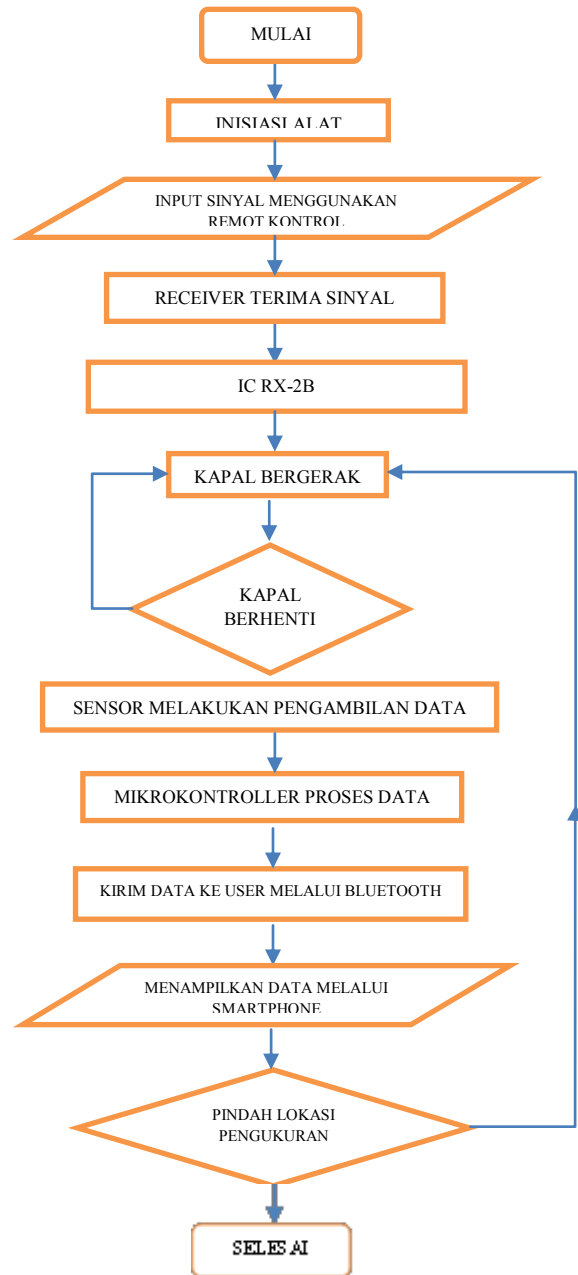 MULAI
INISIASI ALAT
INPUT SINYAL MENGGUNAKAN
REMOT KONTROL
RECEIVER TERIMA SINYAL
IC RX-2B
KAPAL BERGERAK
KAPAL
BERHENTI
SENSOR MELAKUKAN PENGAMBILAN DATA
MIKROKONTROLLER PROSES DATA
KIRIM DATA KE USER MELALUI BLUETOOTH
MENAMPILKAN DATA MELALUI
SMARTPHONE
PINDAH LOKASI
PENGUKURAN
SELESAI